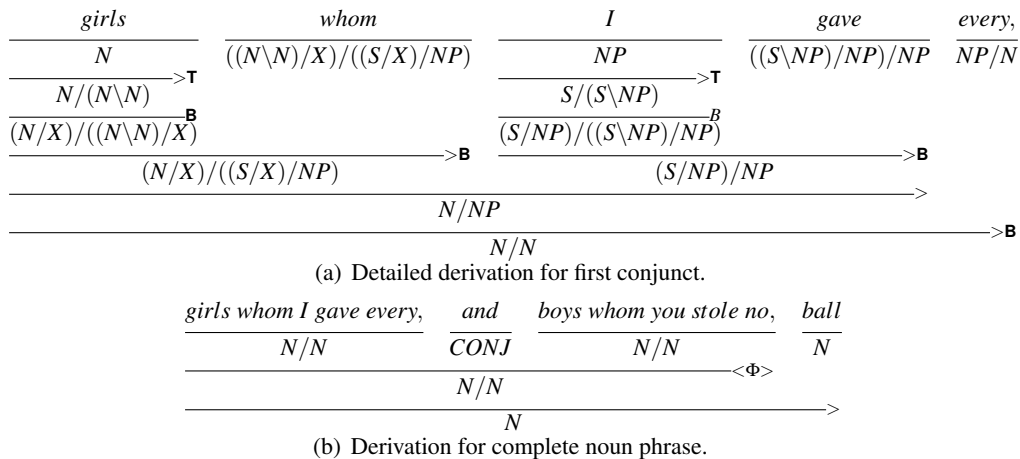 girls whom I gave every,
N ((N\N)/X)/((S/X)/NP) NP ((S\NP)/NP)/NP NP/N
>T >T
N/(N\N) S/(S\NP)
B B
(N/X)/((N\N)/X) (S/NP)/((S\NP)/NP)
>B >B
(N/X)/((S/X)/NP) (S/NP)/NP
>
N/NP
>B
N/N
(a) Detailed derivation for first conjunct.
girls whom I gave every, and boys whom you stole no, ball
N/N CONJ N/N N
<Φ>
N/N
>
N
(b) Derivation for complete noun phrase.